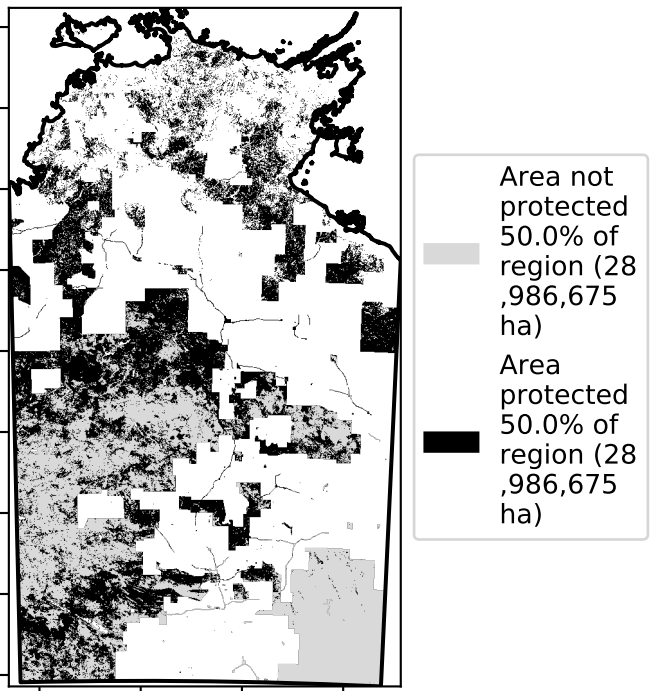 Area not
protected
50.0% of
region (28
,986,675
ha)
Area
protected
50.0% of
region (28
,986,675
ha)